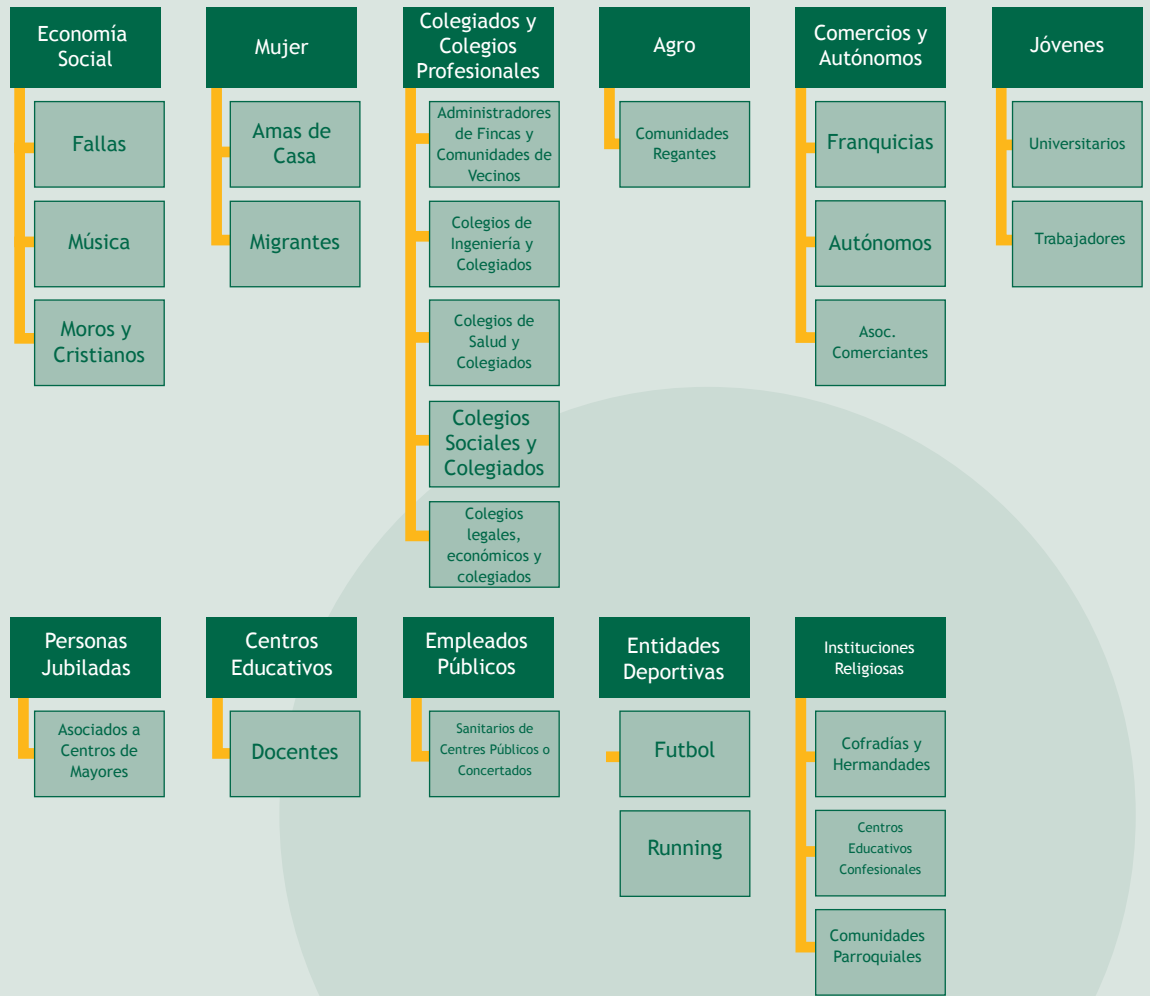 Economía
Social
Fallas
Música
Moros y
Cristianos
Mujer
Amas de
Casa
Migrantes
Colegiados y
Colegios
Profesionales
Administradores
de Fincas y
Comunidades de
Vecinos
Colegios de
Ingeniería y
Colegiados
Colegios de
Salud y
Colegiados
Colegios
Sociales y
Colegiados
Colegios
legales,
económicos y
colegiados
Agro
Comunidades
Regantes
Comercios y
Autónomos
Franquicias
Autónomos
Asoc.
Comerciantes
Jóvenes
Universitarios
Trabajadores
Personas
Jubiladas
Asociados a
Centros de
Mayores
Centros
Educativos
Docentes
Empleados
Públicos
Sanitarios de
Centres Públicos o
Concertados
Entidades
Deportivas
Futbol
Running
Instituciones
Religiosas
Cofradías y
Hermandades
Centros
Educativos
Confesionales
Comunidades
Parroquiales